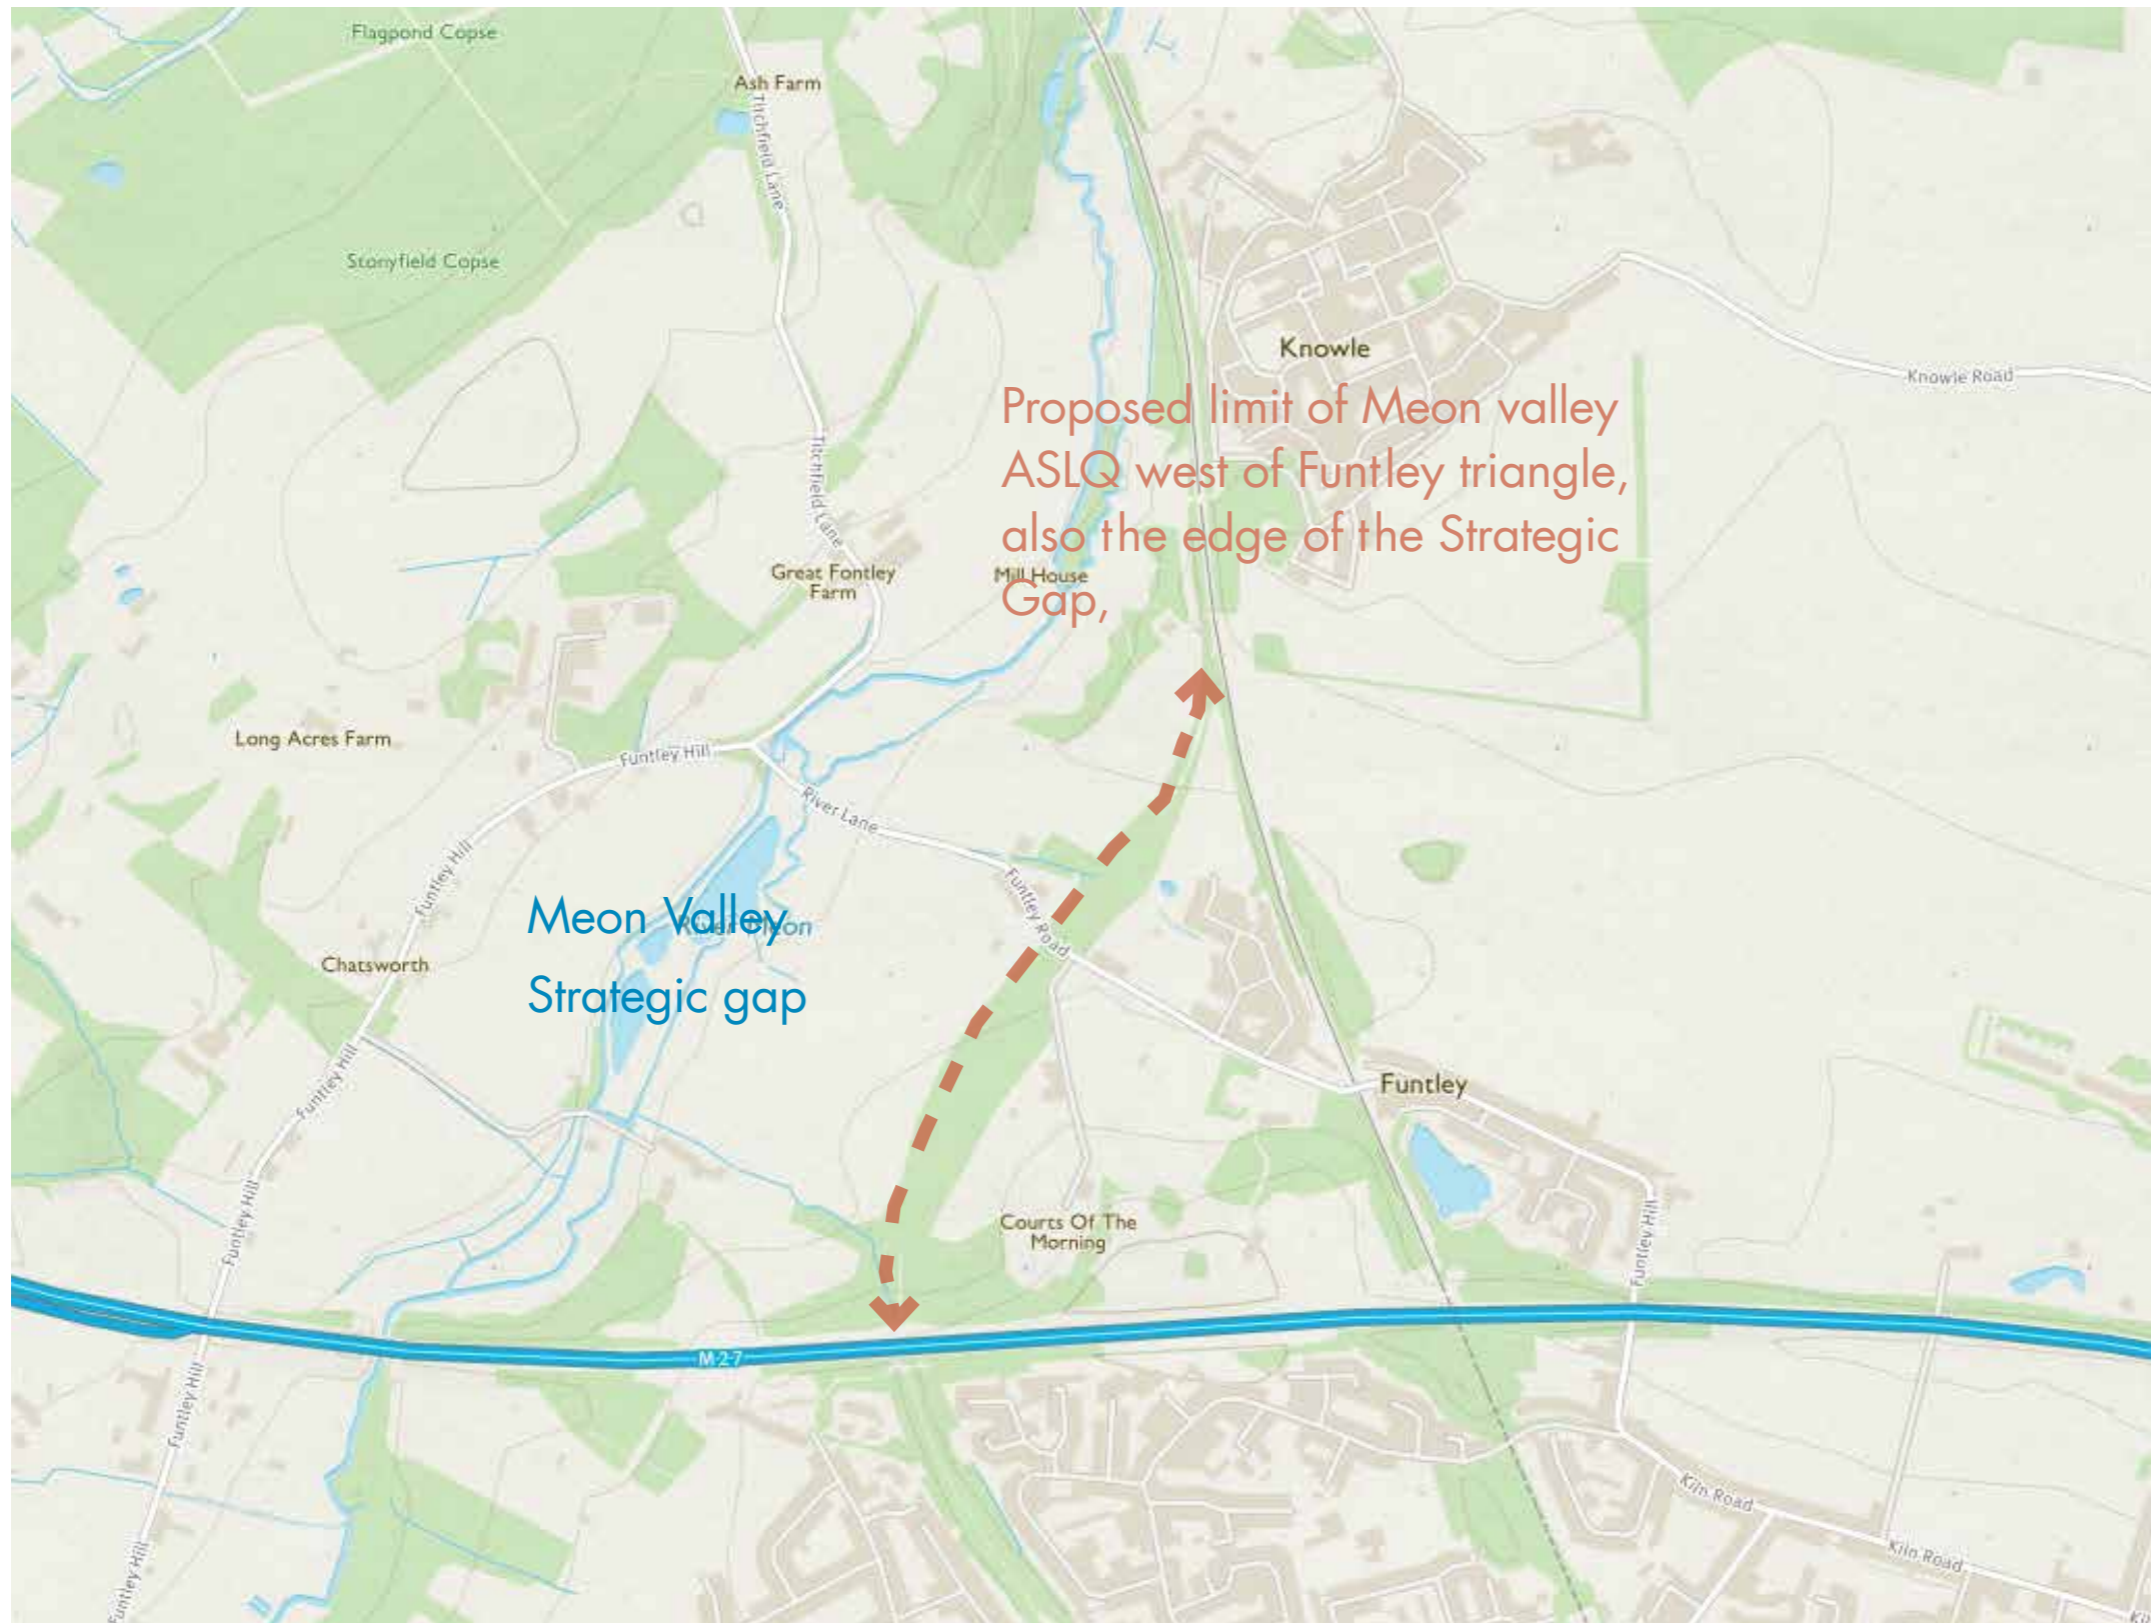 Flagpond Copse
Ash Farm
Titchfield Lane
Stonyfield Copse
Knowle
Knowle Road
Proposed limit of Meon valley
ASLQ west of Funtley triangle,
also the edge of the Strategic
Gap,
Titchfield Lane
Great Fontley
Farm
Mill House
Long Acres Farm
Funtley Hill
River Lane
Funtley Hill
Funtley Road
Meon Valley
River Meon
Strategic gap
Chatsworth
Funtley Hill
Funtley
Funtley Hill
Courts Of The
Morning
Funtley Hill
M27
Funtley Hill
Kiln Road
Kiln Road
Funtley Hill